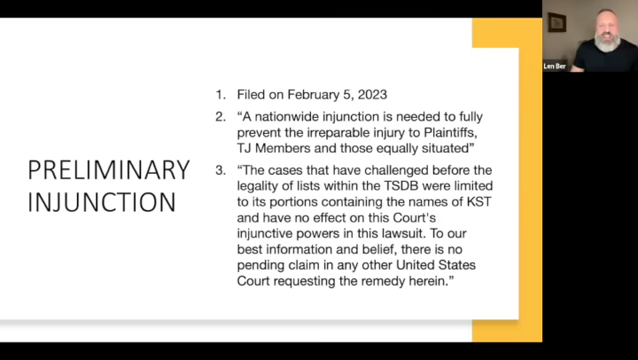 PRELIMINARY
INJUNCTION
1. Filed on February 5, 2023
2. “A nationwide injunction is needed to fully
prevent the irreparable injury to Plaintiffs,
TJ Members and those equally situated”
3. “The cases that have challenged before the
legality of lists within the TSDB were limited
to its portions containing the names of KST
and have no effect on this Court's
injunctive powers in this lawsuit. To our
best information and belief, there is no
pending claim in any other United States
Court requesting the remedy herein.”
Len Ber